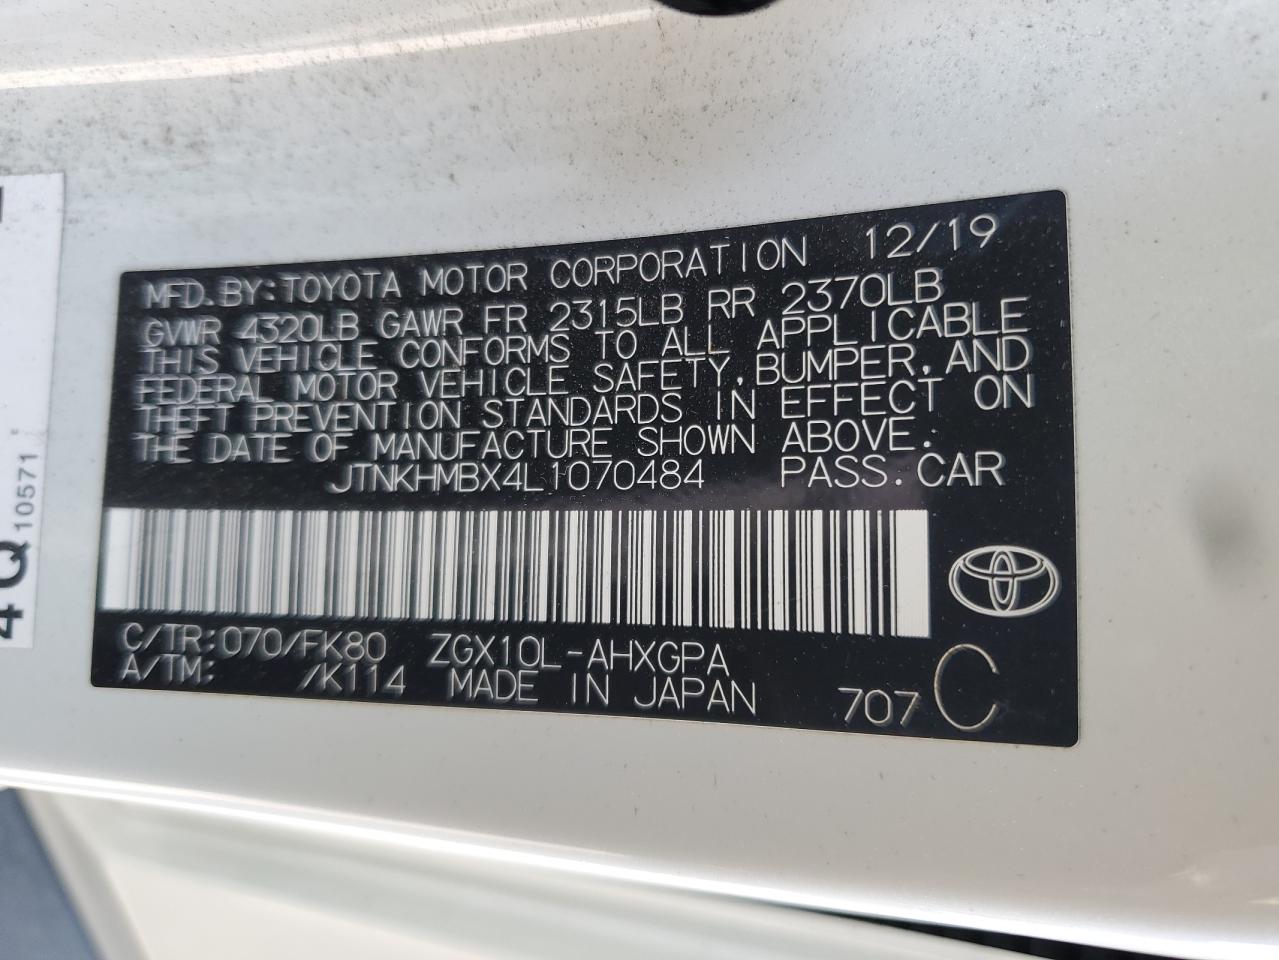 MFD.BY:TOYOTA MOTOR CORPORATION 12/19
GVWR 4320LB GAWR FR 2315LB RR 2370LB
THIS VEHICLE CONFORMS TO ALL APPLICABLE
FEDERAL MOTOR VEHICLE SAFETY,BUMPER,AND
THEFT PREVENTION STANDARDS IN EFFECT ON
THE DATE OF MANUFACTURE SHOWN ABOVE.
JTNKHMBX4L1070484 PASS.CAR
C/TR:070/FK80 ZGX10L-AHXGPA
A/TM: /K114 MADE IN JAPAN 707 C
4Q
10571